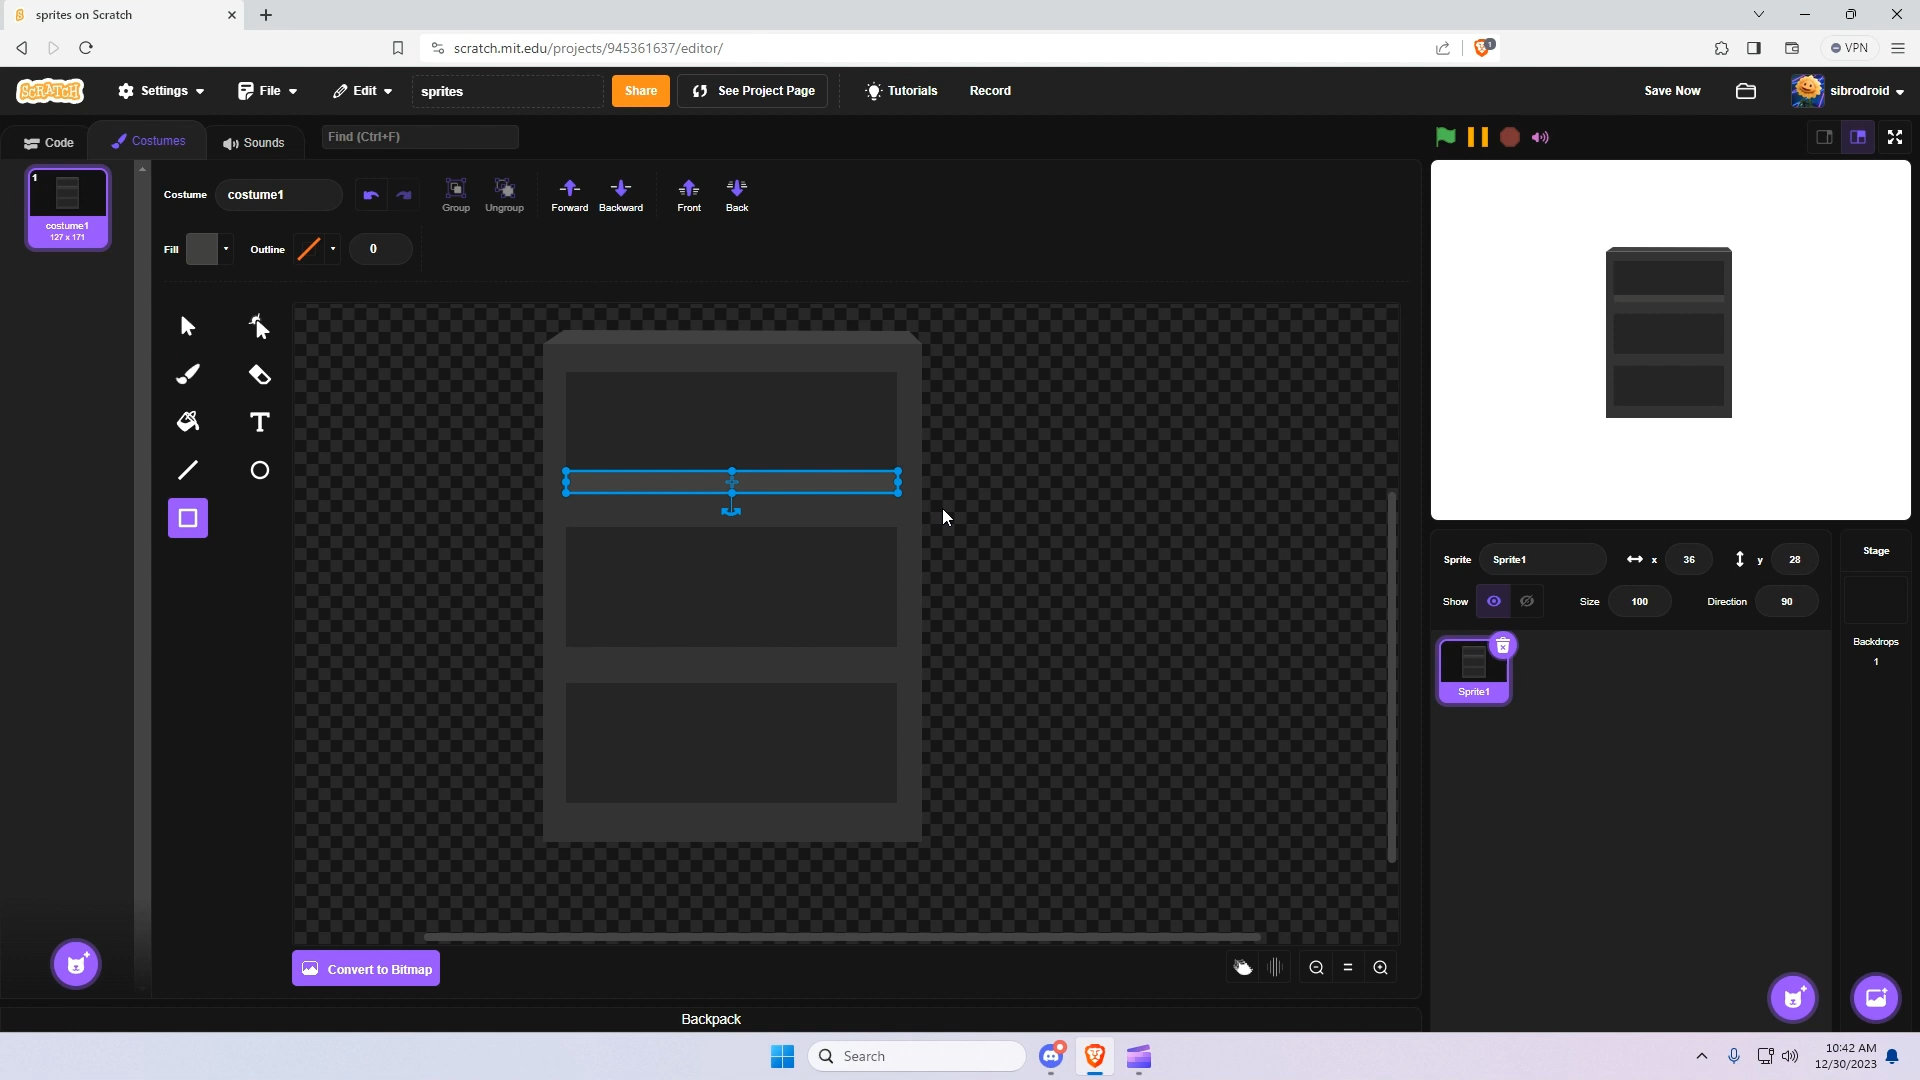 sprites on Scratch
scratch.mit.edu/projects/945361637/editor/
1
VPN
SCRATCH
Settings
File
Edit
sprites
Share
See Project Page
Tutorials
Record
Save Now
sibrodroid
Code
Costumes
Sounds
Find (Ctrl+F)
1
costume1
127 x 171
Costume
costume1
Group
Ungroup
Forward
Backward
Front
Back
Fill
Outline
0
T
Convert to Bitmap
Backpack
Sprite
Sprite1
x
36
y
28
Show
Size
100
Direction
90
Sprite1
Stage
Backdrops
1
Search
10:42 AM
12/30/2023